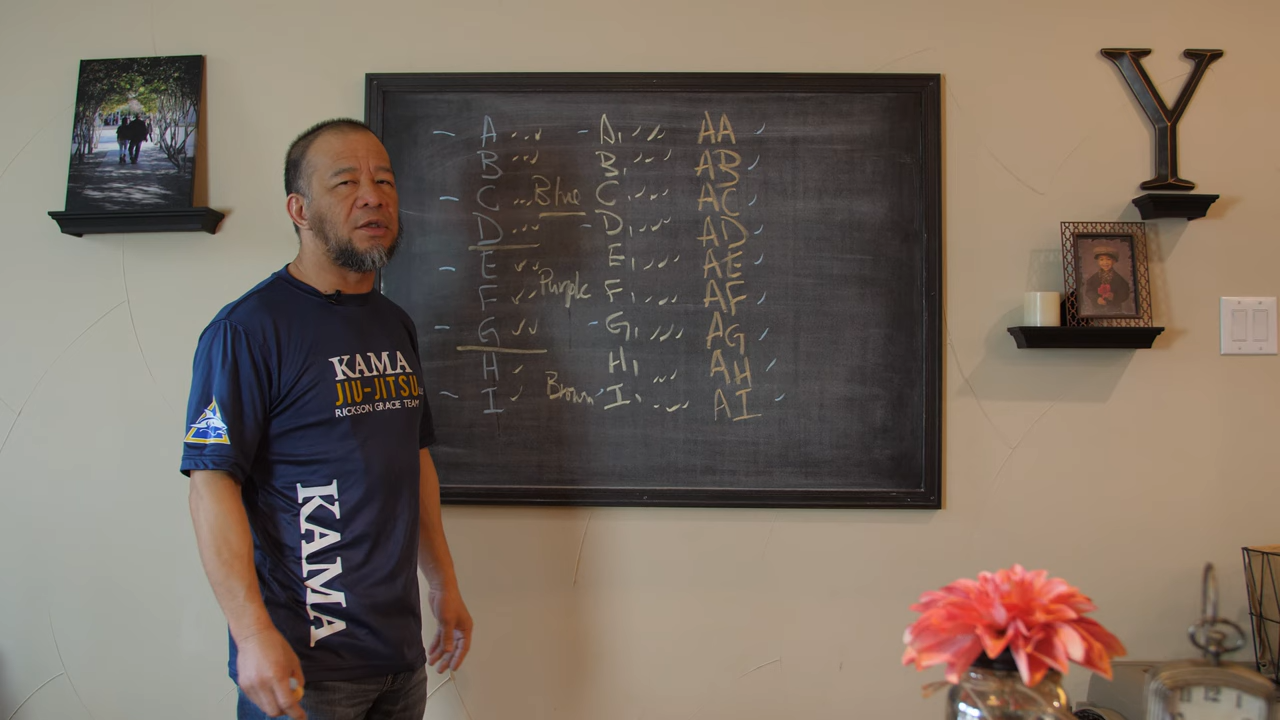 Y
A A, AA
B B, AB
Blue
C C, AC
D D, AD
E E, AE
Purple
F F, AF
G G, AG
H H, AH
Brown
I I, AI
KAMA
JIU-JITSU
RICKSON GRACIE TEAM
KAMA
12